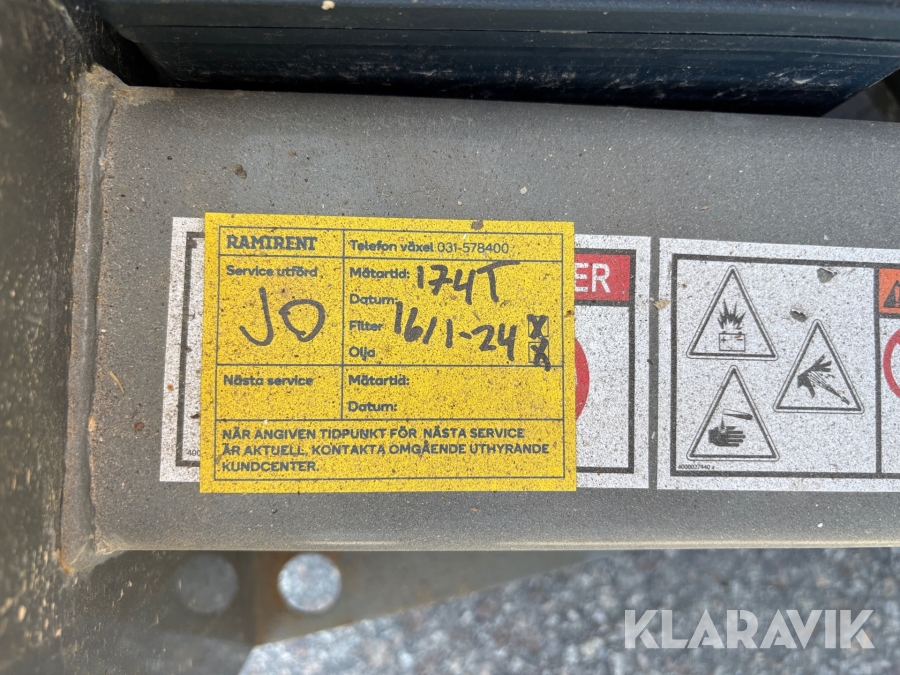 RAMIRENT
Telefon växel 031-578400
Service utförd
Mätartid: 174T
JO
Datum: 16/1-24
Filter X
Olja X
Nästa service
Mätartid:
Datum:
NÄR ANGIVEN TIDPUNKT FÖR NÄSTA SERVICE
ÄR AKTUELL, KONTAKTA OMGÅENDE UTHYRANDE
KUNDCENTER.
ER
KLARAVIK